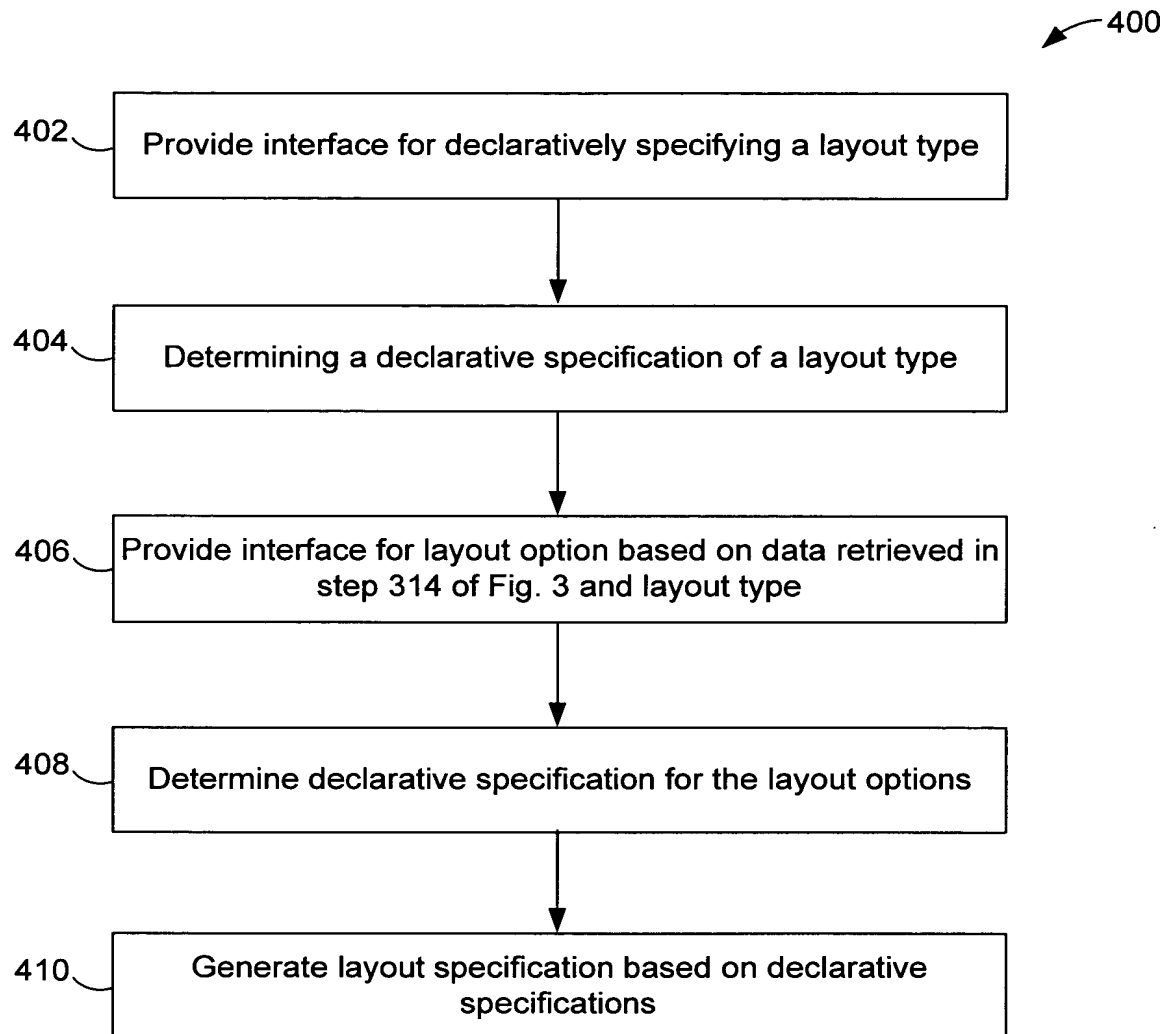 400
402
Provide interface for declaratively specifying a layout type
404
Determining a declarative specification of a layout type
406
Provide interface for layout option based on data retrieved in
step 314 of Fig. 3 and layout type
408
Determine declarative specification for the layout options
410
Generate layout specification based on declarative
specifications